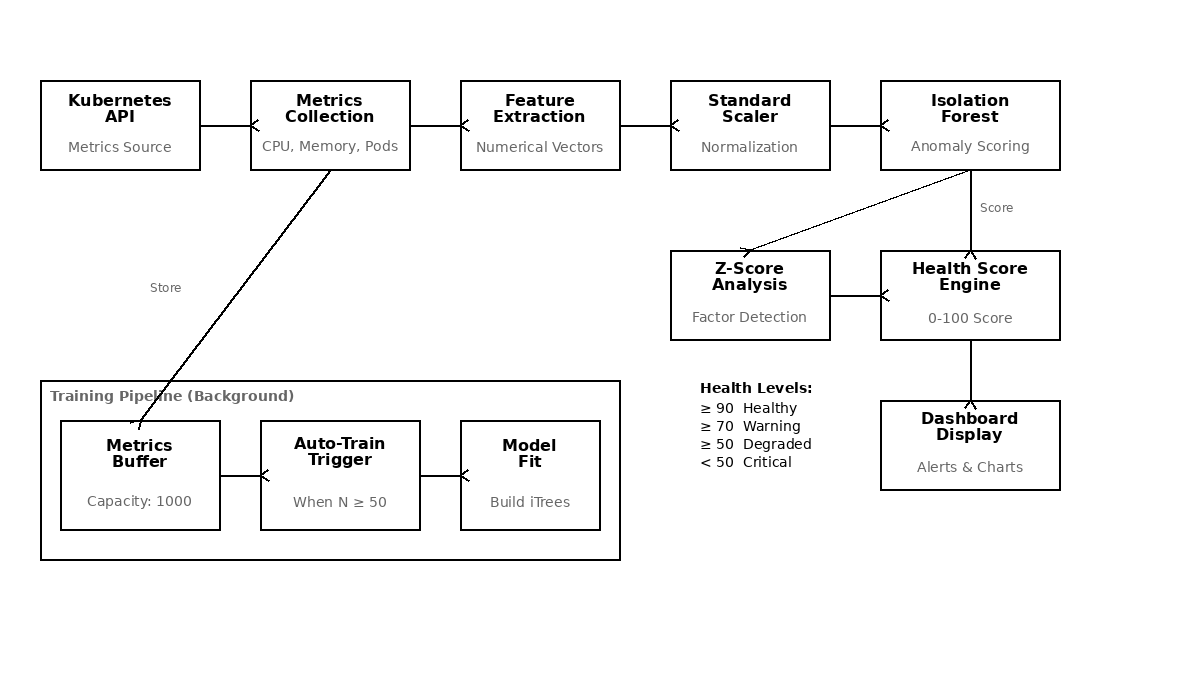 Kubernetes
API
Metrics Source
Metrics
Collection
CPU, Memory, Pods
Feature
Extraction
Numerical Vectors
Standard
Scaler
Normalization
Isolation
Forest
Anomaly Scoring
Score
Store
Z-Score
Analysis
Factor Detection
Health Score
Engine
0-100 Score
Training Pipeline (Background)
Metrics
Buffer
Capacity: 1000
Auto-Train
Trigger
When N ≥ 50
Model
Fit
Build iTrees
Health Levels:
≥ 90 Healthy
≥ 70 Warning
≥ 50 Degraded
< 50 Critical
Dashboard
Display
Alerts & Charts